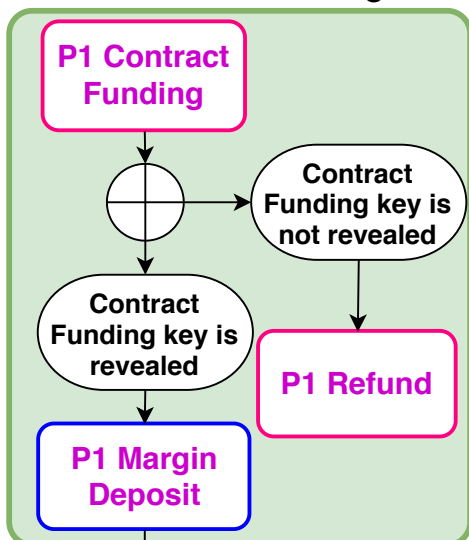 P1 Contract
Funding
Contract
Funding key is
not revealed
Contract
Funding key is
revealed
P1 Refund
P1 Margin
Deposit